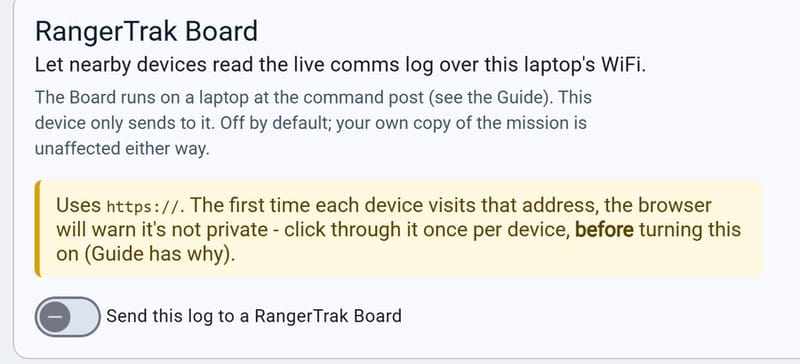 RangerTrak Board
Let nearby devices read the live comms log over this laptop's WiFi.
The Board runs on a laptop at the command post (see the Guide). This
device only sends to it. Off by default; your own copy of the mission is
unaffected either way.
Uses https://. The first time each device visits that address, the browser
will warn it's not private - click through it once per device, before turning this
on (Guide has why).
Send this log to a RangerTrak Board